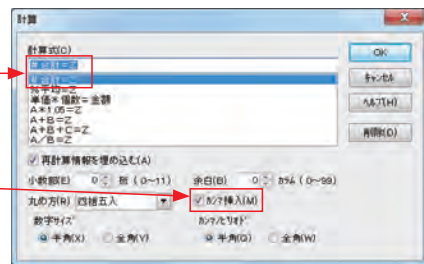 計算
計算式(C)
# 合計=Z
# 合計=Z
%平均=Z
単価*個数=金額
A*1.05=Z
A+B=Z
A+B+C=Z
A/B=Z
OK
キャンセル
ヘルプ(H)
削除(D)
再計算情報を埋め込む(A)
小数部(E) 0 桁 (0~11) 余白(B) 0 カラム (0~99)
丸め方(R) 四捨五入 カンマ挿入(M)
数字サイズ カンマ/ピリオド
半角(X) 全角(Y) 半角(Q) 全角(W)